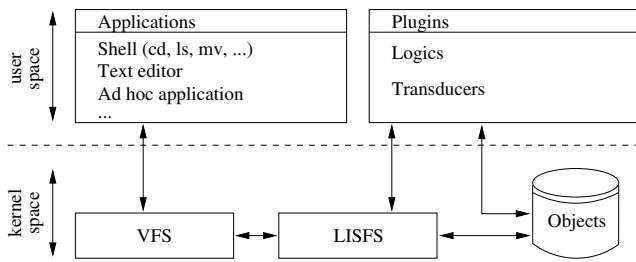 user
space
Applications
Shell (cd, ls, mv, ...)
Text editor
Ad hoc application
...
Plugins
Logics
Transducers
kernel
space
VFS
LISFS
Objects